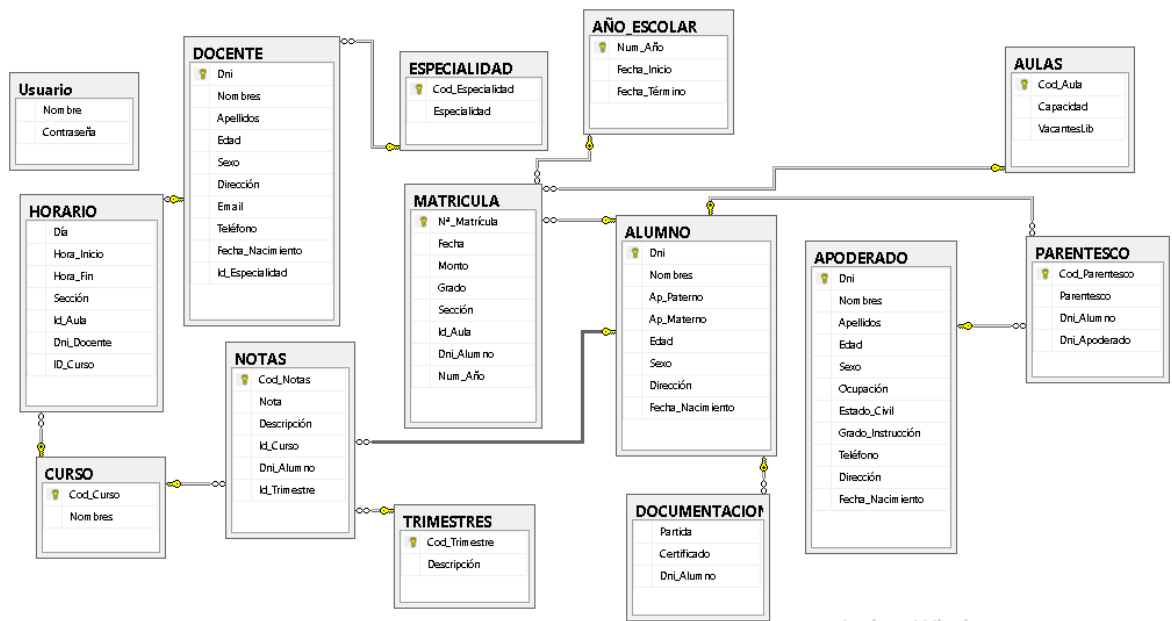 Usuario
Nombre
Contraseña
DOCENTE
Dni
Nombres
Apellidos
Edad
Sexo
Dirección
Email
Teléfono
Fecha_Nacimiento
Id_Especialidad
ESPECIALIDAD
Cod_Especialidad
Especialidad
AÑO_ESCOLAR
Num_Año
Fecha_Inicio
Fecha_Término
AULAS
Cod_Aula
Capacidad
VacantesLib
HORARIO
Día
Hora_Inicio
Hora_Fin
Sección
Id_Aula
Dni_Docente
ID_Curso
MATRICULA
Nª_Matrícula
Fecha
Monto
Grado
Sección
Id_Aula
Dni_Alumno
Num_Año
ALUMNO
Dni
Nombres
Ap_Paterno
Ap_Materno
Edad
Sexo
Dirección
Fecha_Nacimiento
APODERADO
Dni
Nombres
Apellidos
Edad
Sexo
Ocupación
Estado_Civil
Grado_Instrucción
Teléfono
Dirección
Fecha_Nacimiento
PARENTESCO
Cod_Parentesco
Parentesco
Dni_Alumno
Dni_Apoderado
NOTAS
Cod_Notas
Nota
Descripción
Id_Curso
Dni_Alumno
Id_Trimestre
CURSO
Cod_Curso
Nombres
TRIMESTRES
Cod_Trimestre
Descripción
DOCUMENTACION
Partida
Certificado
Dni_Alumno